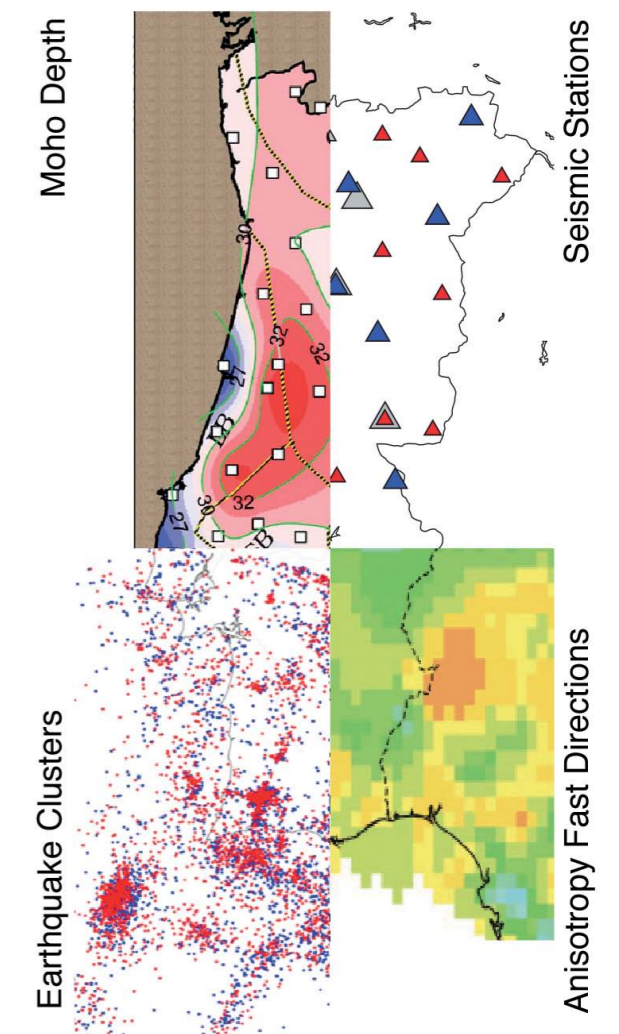 Earthquake Clusters
Moho Depth
27
30
27
32
30
32
32
Anisotropy Fast Directions
Seismic Stations